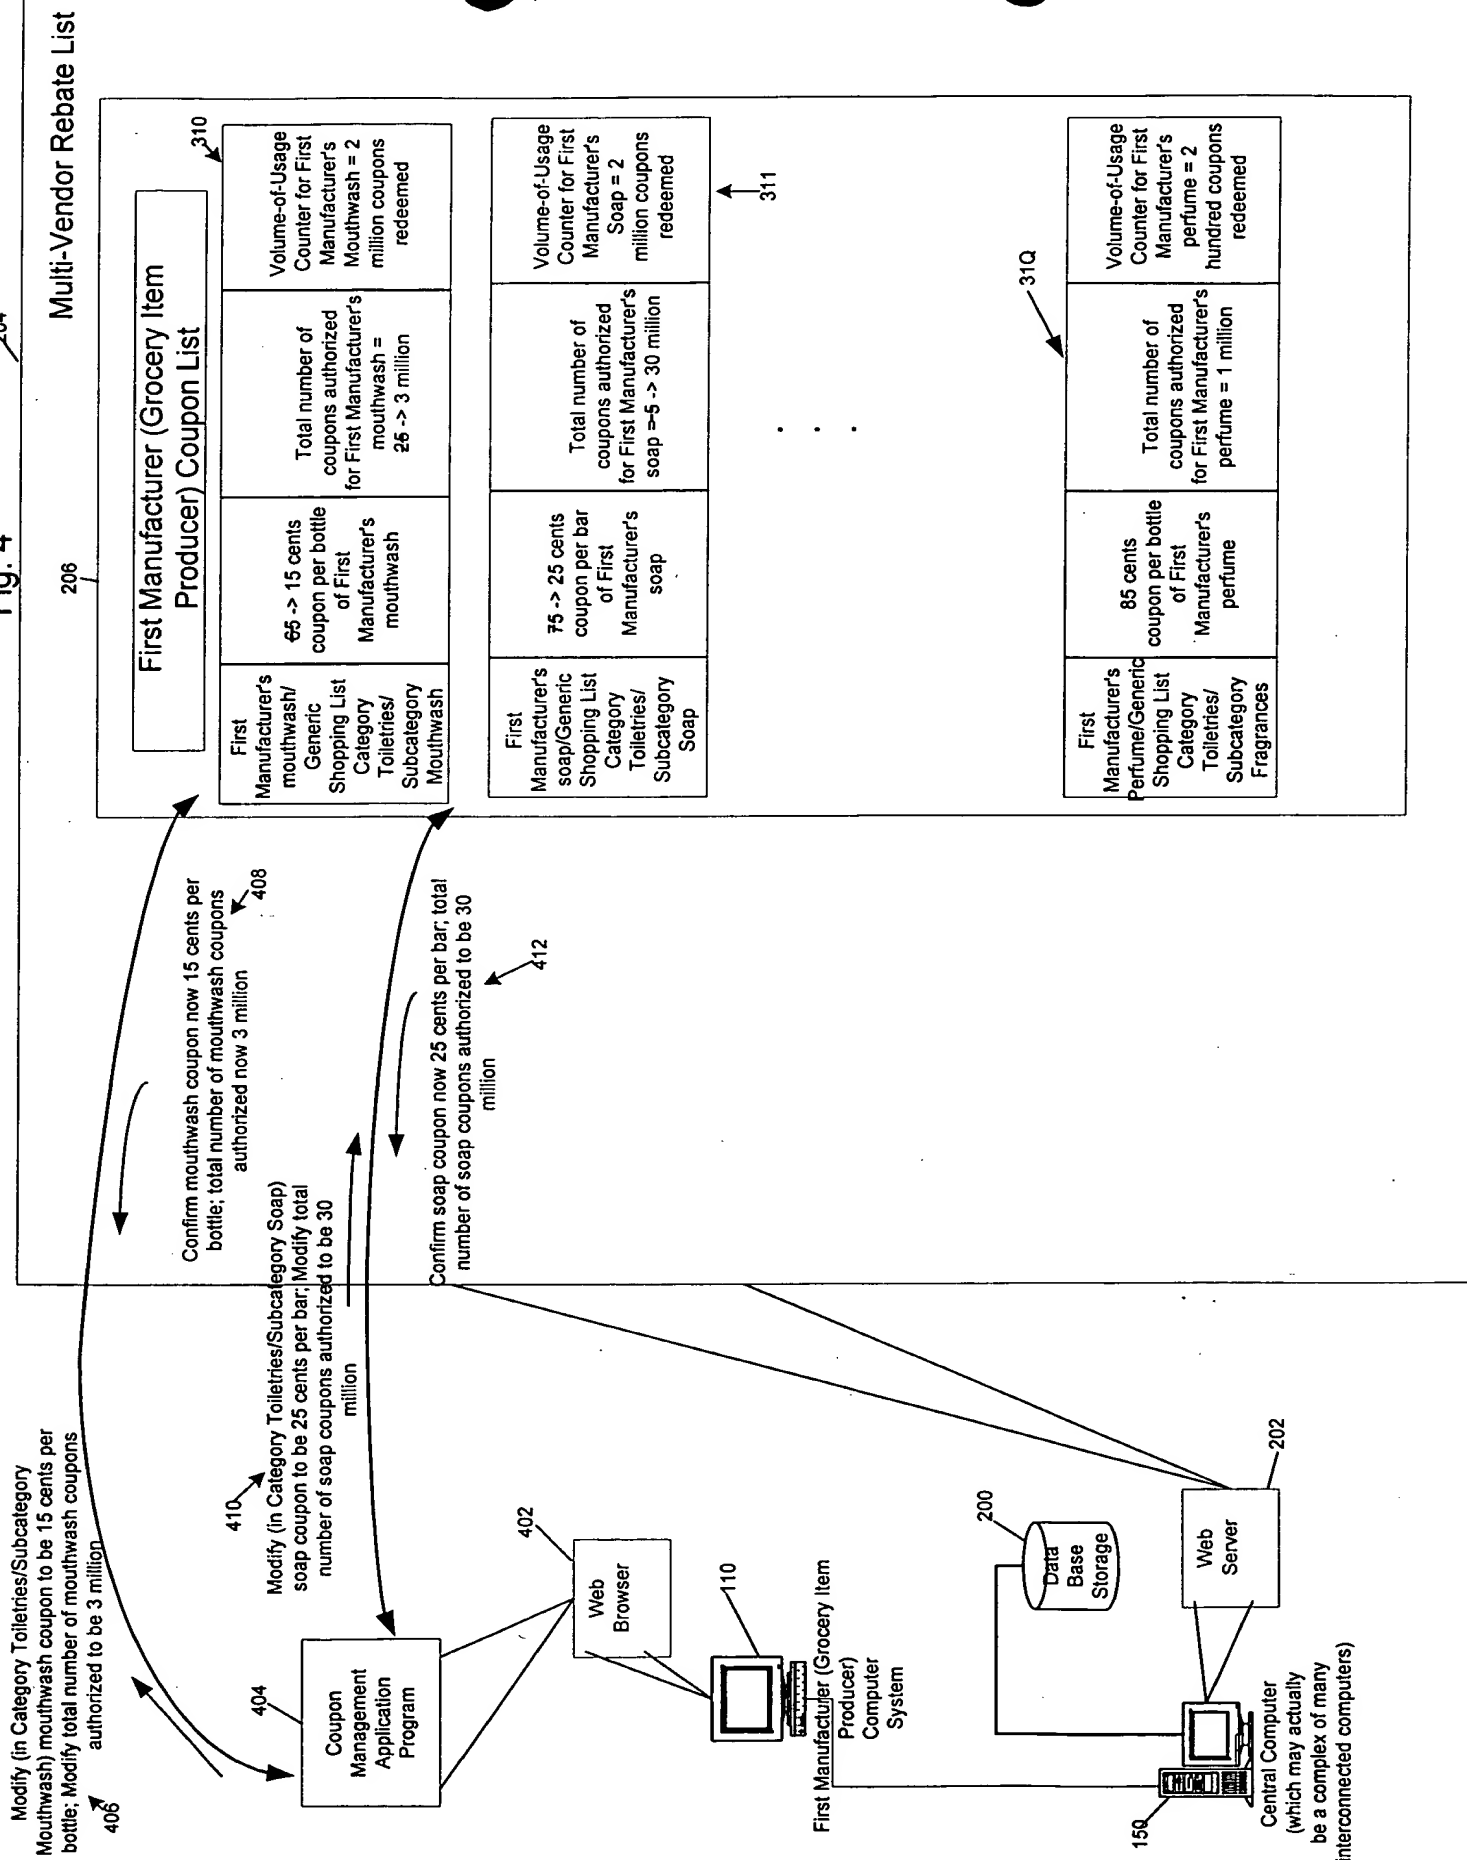 Fig. 4
Multi-Vendor Rebate List
206
First Manufacturer (Grocery Item
Producer) Coupon List
310
First
Manufacturer's
mouthwash/
Generic
Shopping List
Category
Toiletries/
Subcategory
Mouthwash
65 -> 15 cents
coupon per bottle
of First
Manufacturer's
mouthwash
Total number of
coupons authorized
for First Manufacturer's
mouthwash =
25 -> 3 million
Volume-of-Usage
Counter for First
Manufacturer's
Mouthwash = 2
million coupons
redeemed
First
Manufacturer's
soap/Generic
Shopping List
Category
Toiletries/
Subcategory
Soap
75 -> 25 cents
coupon per bar
of First
Manufacturer's
soap
Total number of
coupons authorized
for First Manufacturer's
soap = 5 -> 30 million
Volume-of-Usage
Counter for First
Manufacturer's
Soap = 2
million coupons
redeemed
311
. . .
31Q
First
Manufacturer's
Perfume/Generic
Shopping List
Category
Toiletries/
Subcategory
Fragrances
85 cents
coupon per bottle
of First
Manufacturer's
perfume
Total number of
coupons authorized
for First Manufacturer's
perfume = 1 million
Volume-of-Usage
Counter for First
Manufacturer's
perfume = 2
hundred coupons
redeemed
Modify (in Category Toiletries/Subcategory
Mouthwash) mouthwash coupon to be 15 cents per
bottle; Modify total number of mouthwash coupons
authorized to be 3 million
406
Confirm mouthwash coupon now 15 cents per
bottle; total number of mouthwash coupons
authorized now 3 million
408
410
Modify (in Category Toiletries/Subcategory Soap)
soap coupon to be 25 cents per bar; Modify total
number of soap coupons authorized to be 30
million
Confirm soap coupon now 25 cents per bar; total
number of soap coupons authorized to be 30
million
412
404
Coupon
Management
Application
Program
402
Web
Browser
110
First Manufacturer (Grocery Item
Producer)
Computer
System
200
Data
Base
Storage
202
Web
Server
150
Central Computer
(which may actually
be a complex of many
interconnected computers)